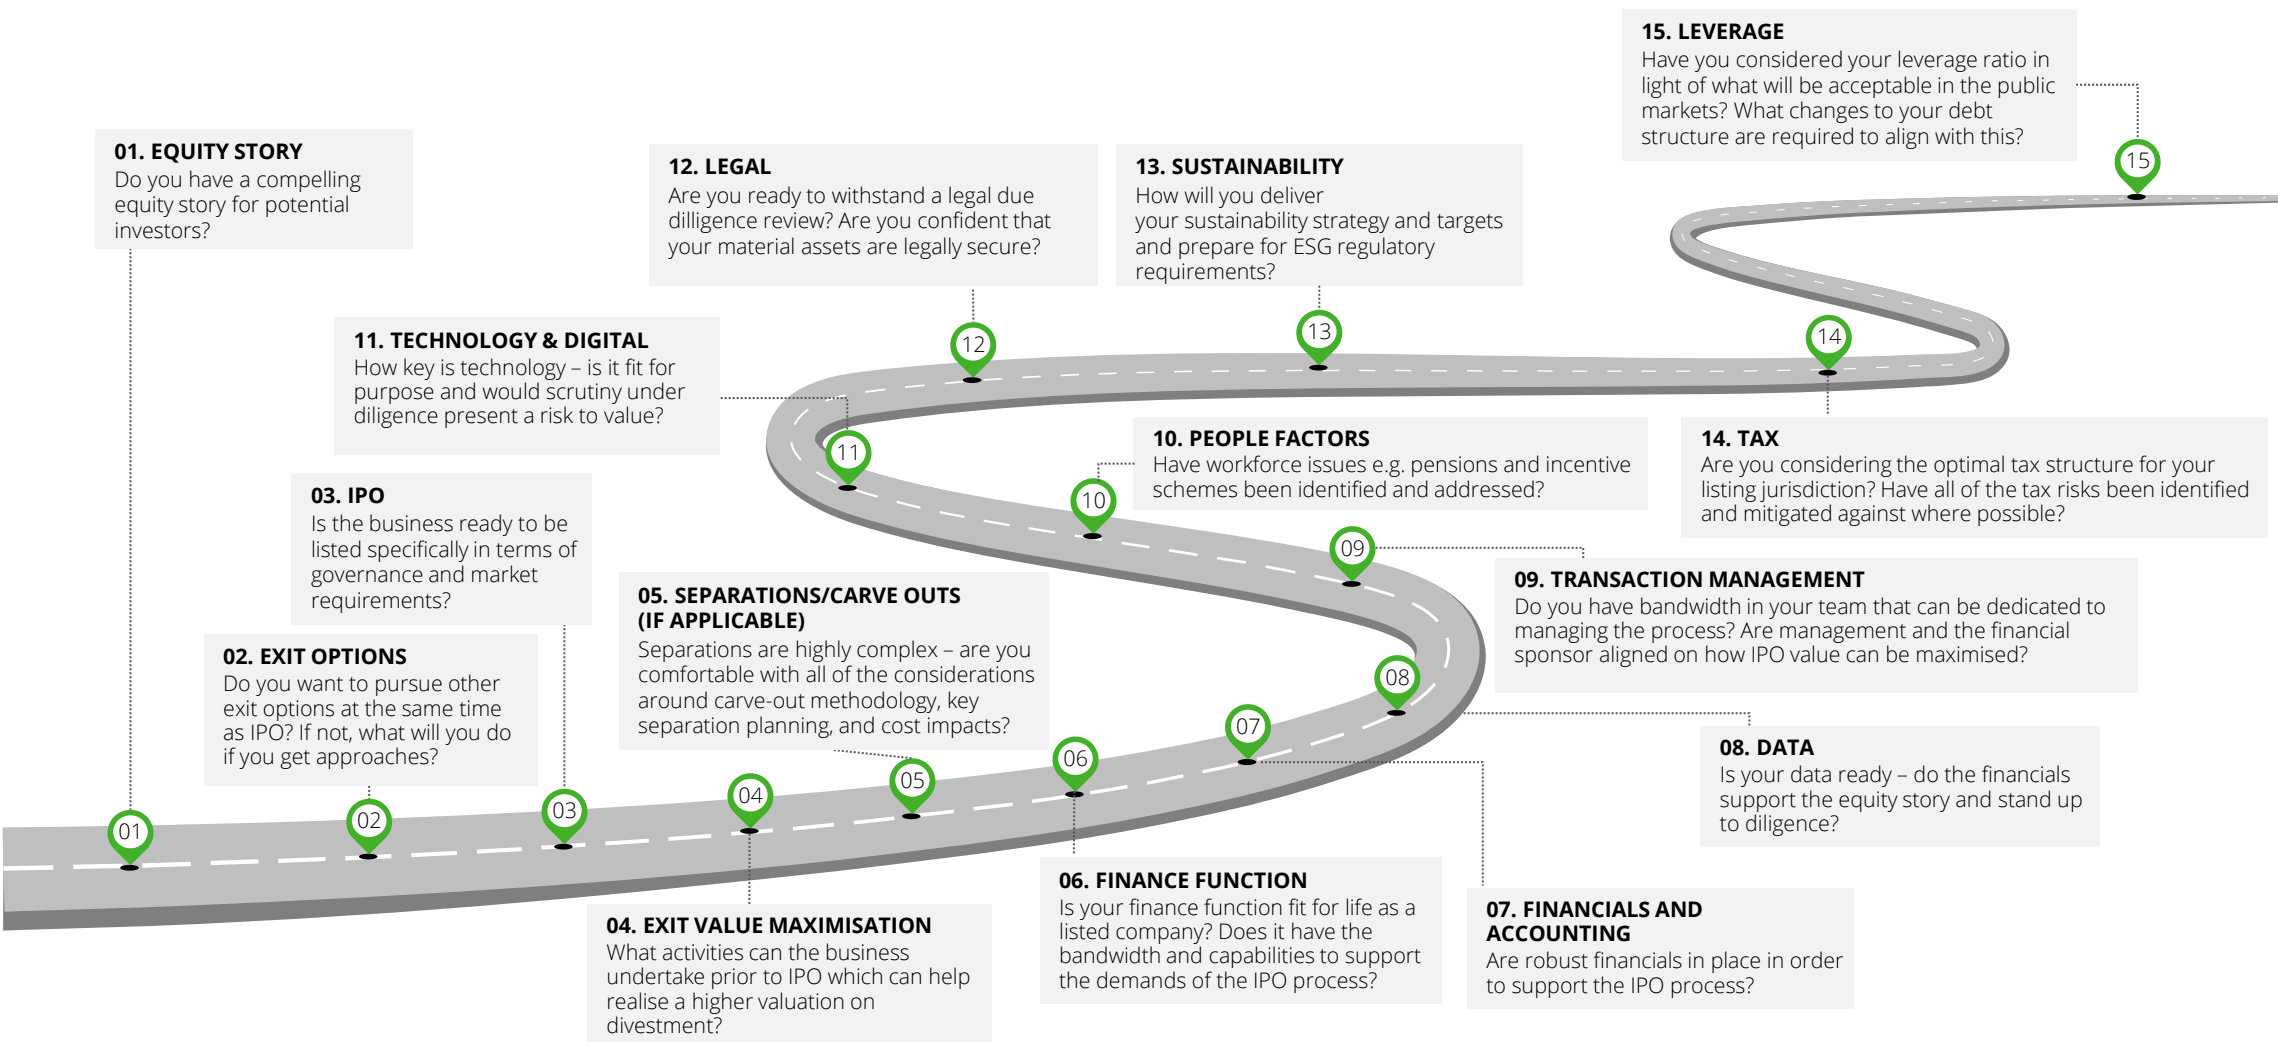 01. EQUITY STORY
Do you have a compelling
equity story for potential
investors?
02. EXIT OPTIONS
Do you want to pursue other
exit options at the same time
as IPO? If not, what will you do
if you get approaches?
03. IPO
Is the business ready to be
listed specifically in terms of
governance and market
requirements?
04. EXIT VALUE MAXIMISATION
What activities can the business
undertake prior to IPO which can help
realise a higher valuation on
divestment?
05. SEPARATIONS/CARVE OUTS
(IF APPLICABLE)
Separations are highly complex – are you
comfortable with all of the considerations
around carve-out methodology, key
separation planning, and cost impacts?
06. FINANCE FUNCTION
Is your finance function fit for life as a
listed company? Does it have the
bandwidth and capabilities to support
the demands of the IPO process?
07. FINANCIALS AND
ACCOUNTING
Are robust financials in place in order
to support the IPO process?
08. DATA
Is your data ready – do the financials
support the equity story and stand up
to diligence?
09. TRANSACTION MANAGEMENT
Do you have bandwidth in your team that can be dedicated to
managing the process? Are management and the financial
sponsor aligned on how IPO value can be maximised?
10. PEOPLE FACTORS
Have workforce issues e.g. pensions and incentive
schemes been identified and addressed?
11. TECHNOLOGY & DIGITAL
How key is technology – is it fit for
purpose and would scrutiny under
diligence present a risk to value?
12. LEGAL
Are you ready to withstand a legal due
dilligence review? Are you confident that
your material assets are legally secure?
13. SUSTAINABILITY
How will you deliver
your sustainability strategy and targets
and prepare for ESG regulatory
requirements?
14. TAX
Are you considering the optimal tax structure for your
listing jurisdiction? Have all of the tax risks been identified
and mitigated against where possible?
15. LEVERAGE
Have you considered your leverage ratio in
light of what will be acceptable in the public
markets? What changes to your debt
structure are required to align with this?
01
02
03
04
05
06
07
08
09
10
11
12
13
14
15